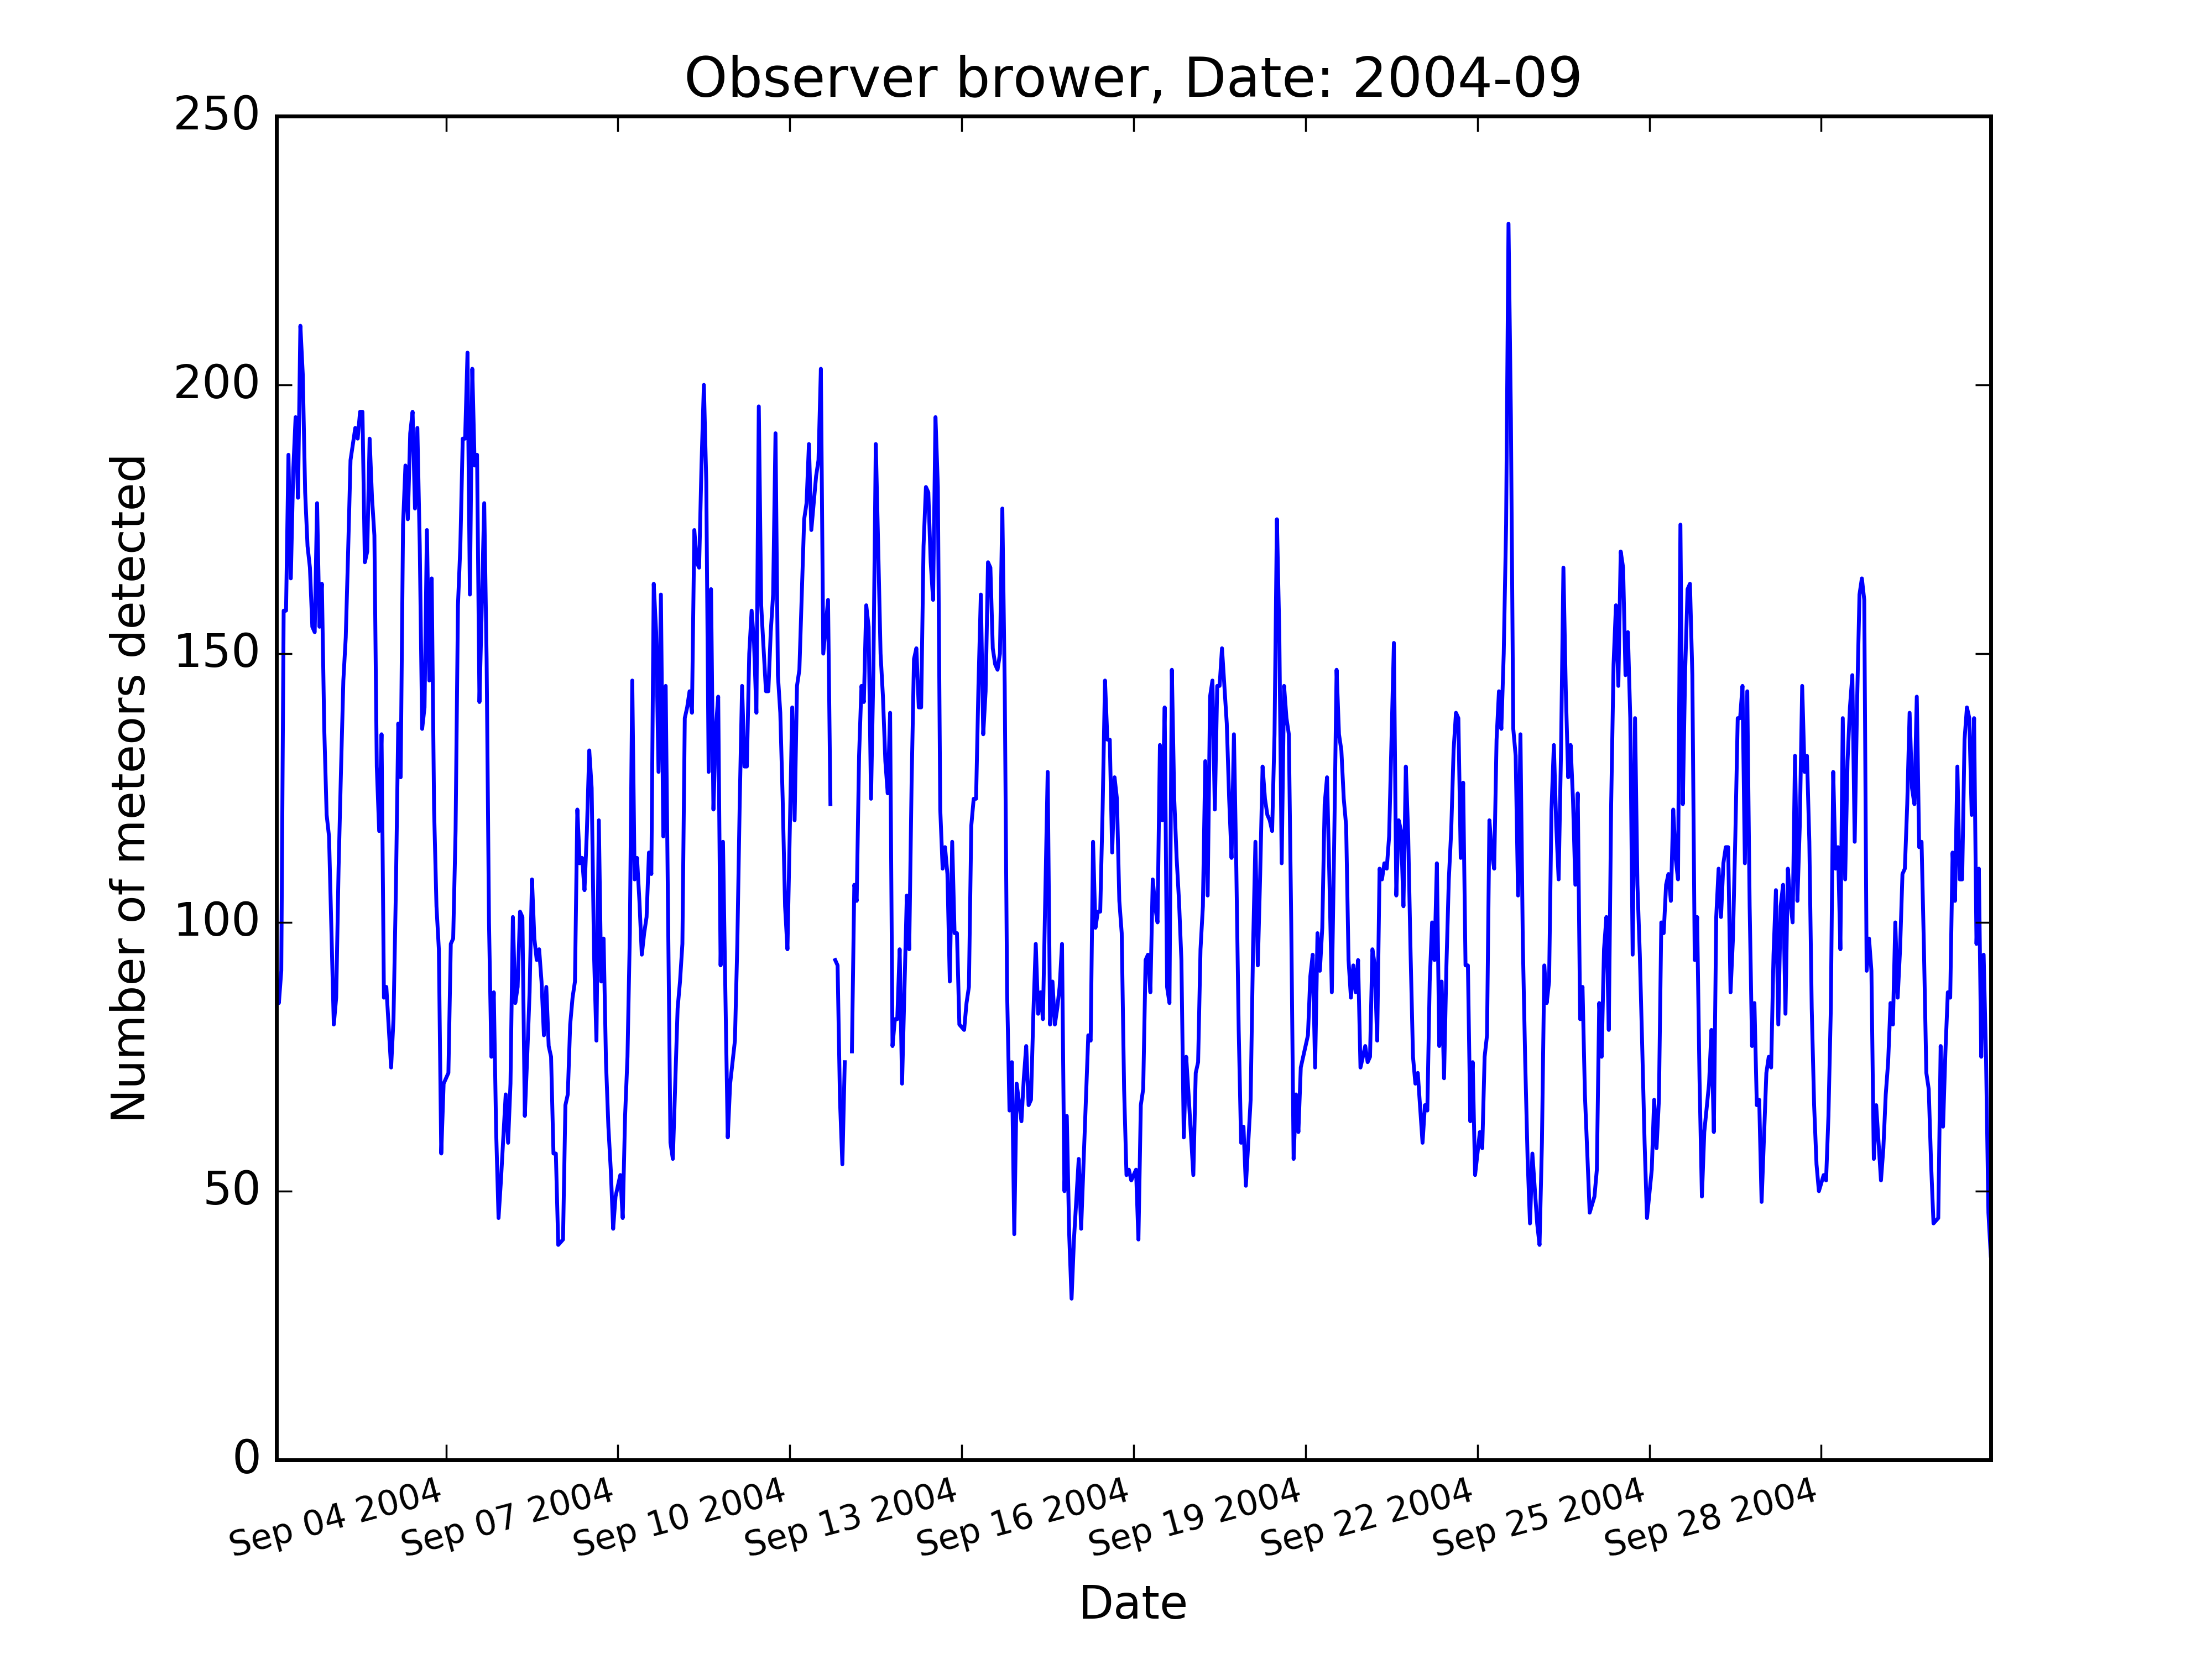 Observer brower, Date: 2004-09
250
200
150
100
50
0
Number of meteors detected
Sep 04 2004
Sep 07 2004
Sep 10 2004
Sep 13 2004
Sep 16 2004
Sep 19 2004
Sep 22 2004
Sep 25 2004
Sep 28 2004
Date